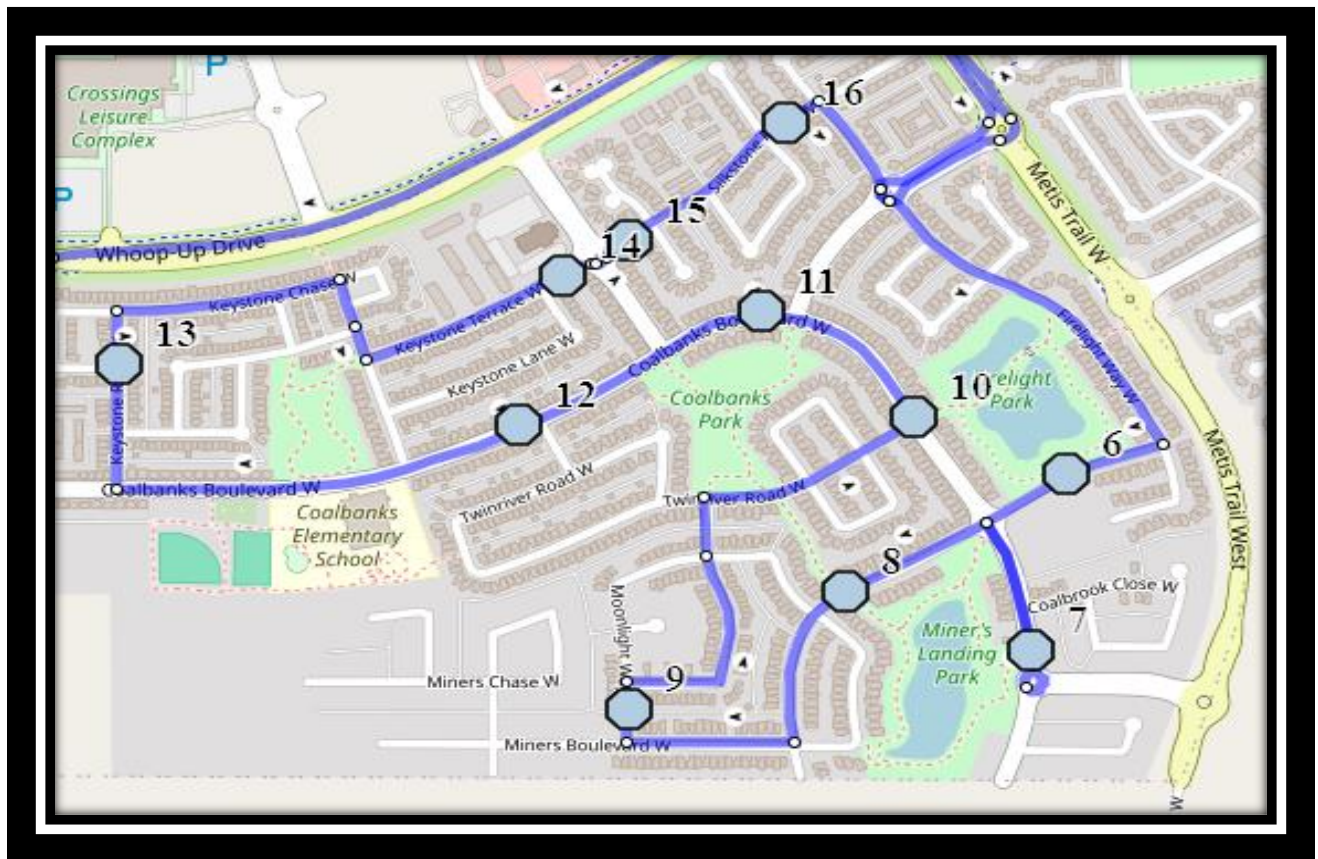 P
Crossings
Leisure
Complex
16
Silkstone
P
Metis Trail W
15
Whoop-Up Drive
14
Keystone Chase W
11
13
Keystone Terrace W
Coalbanks Boulevard W
Firelight Way W
Keystone Lane W
Keystone R
12
Coalbanks
Park
10
Firelight
Park
6
Metis Trail West
Coalbanks Boulevard W
Twinriver Road W
Twinriver Road W
Coalbanks
Elementary
School
8
Moonlight W
Coalbrook Close W
7
Miner's
Landing
Park
9
Miners Chase W
Miners Boulevard W
M